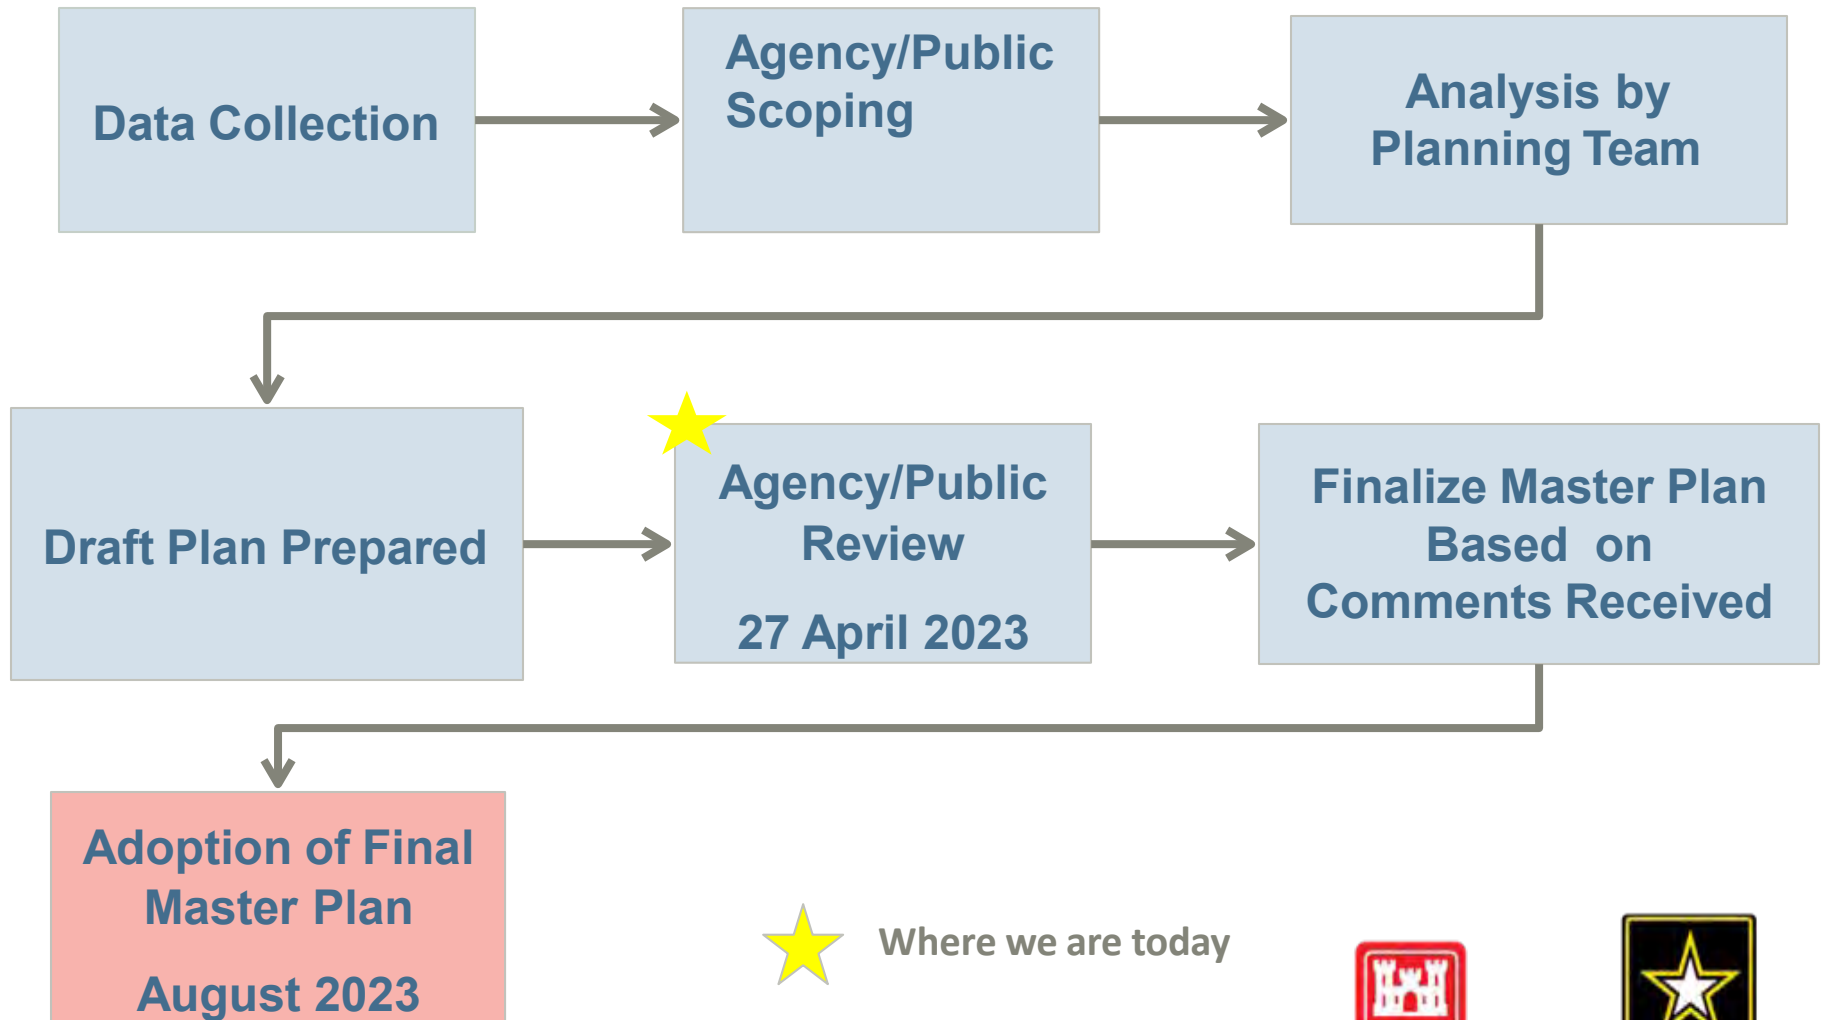 Data Collection
Agency/Public
Scoping
Analysis by
Planning Team
Draft Plan Prepared
Agency/Public
Review
27 April 2023
Finalize Master Plan
Based on
Comments Received
Adoption of Final
Master Plan
August 2023
Where we are today